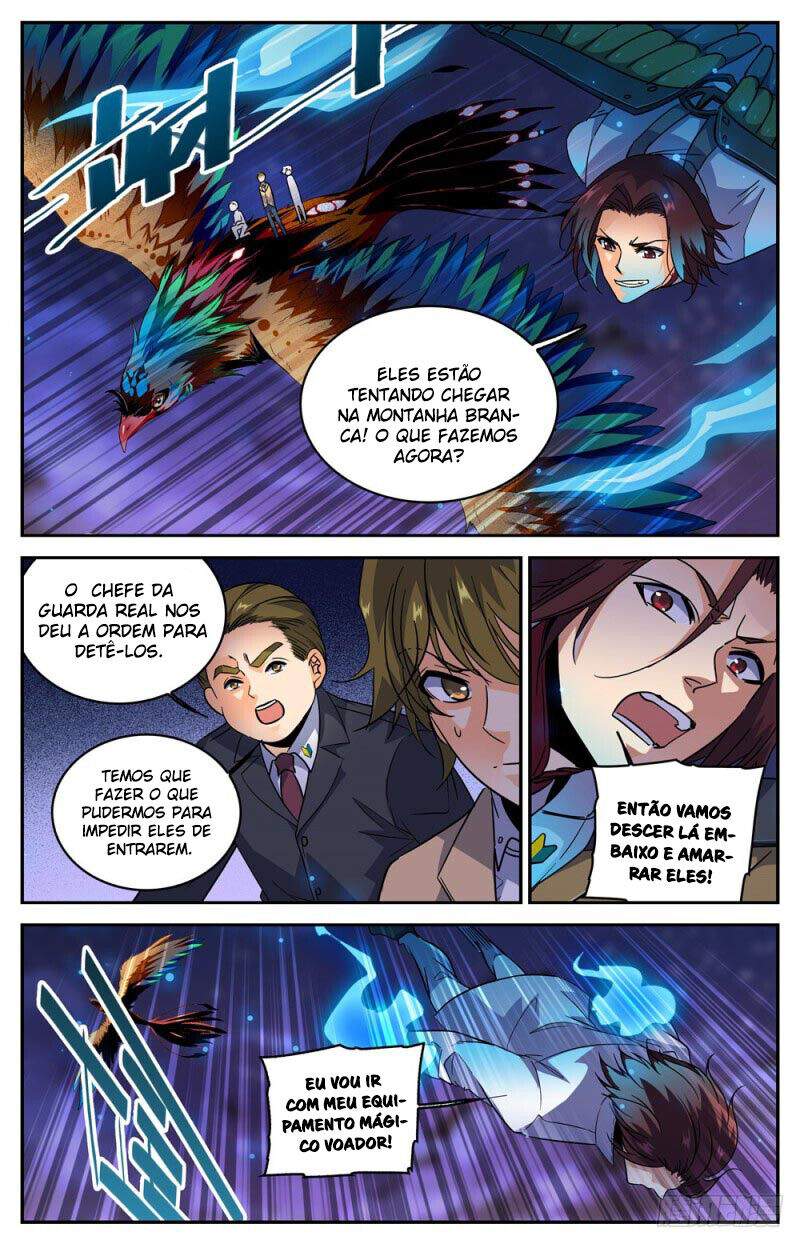 ELES ESTÃO
TENTANDO CHEGAR
NA MONTANHA BRAN-
CA! O QUE FAZEMOS
AGORA?
O CHEFE DA
GUARDA REAL NOS
DEU A ORDEM PARA
DETÊ-LOS.
TEMOS QUE
FAZER O QUE
PUDERMOS PARA
IMPEDIR ELES DE
ENTRAREM.
ENTÃO VAMOS
DESCER LÁ EM-
BAIXO E AMAR-
RAR ELES!
EU VOU IR
COM MEU EQUI-
PAMENTO MÁGI-
CO VOADOR!